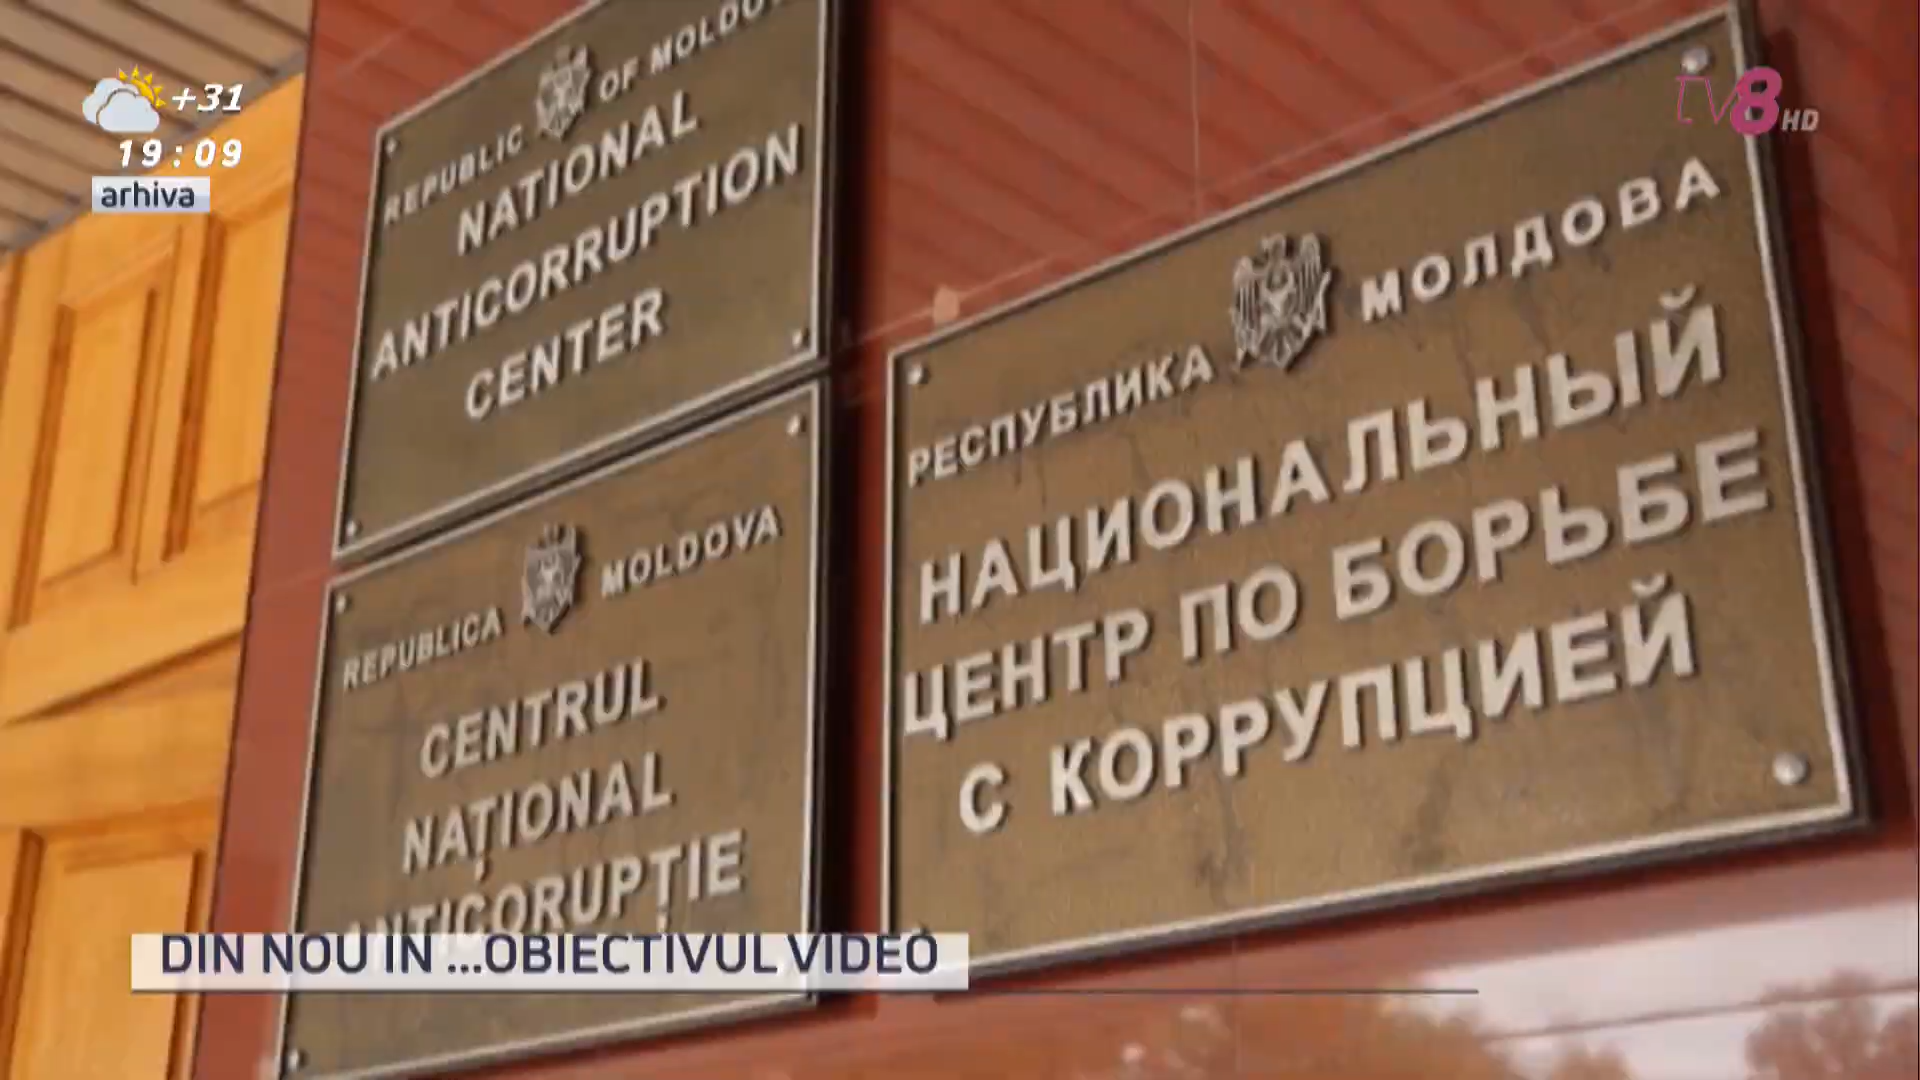 +31
19:09
arhiva
tv8 HD
REPUBLIC OF MOLDOV
NATIONAL
ANTICORRUPTION
CENTER
REPUBLICA MOLDOVA
CENTRUL
NAȚIONAL
ANTICORUPȚIE
РЕСПУБЛИКА МОЛДОВА
НАЦИОНАЛЬНЫЙ
ЦЕНТР ПО БОРЬБЕ
С КОРРУПЦИЕЙ
DIN NOU IN ...OBIECTIVUL VIDEO